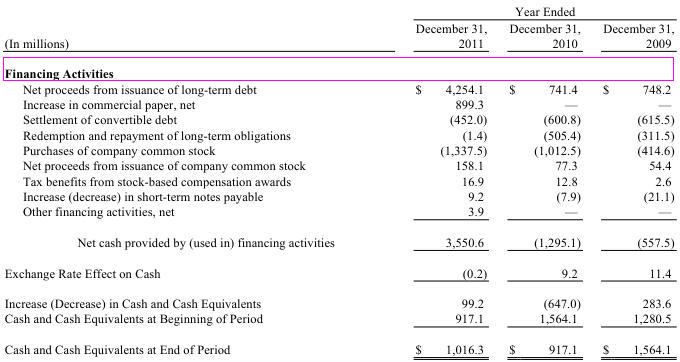 Year Ended
December 31, December 31, December 31,
(In millions) 2011 2010 2009
Financing Activities
Net proceeds from issuance of long-term debt $ 4,254.1 $ 741.4 $ 748.2
Increase in commercial paper, net 899.3 — —
Settlement of convertible debt (452.0) (600.8) (615.5)
Redemption and repayment of long-term obligations (1.4) (505.4) (311.5)
Purchases of company common stock (1,337.5) (1,012.5) (414.6)
Net proceeds from issuance of company common stock 158.1 77.3 54.4
Tax benefits from stock-based compensation awards 16.9 12.8 2.6
Increase (decrease) in short-term notes payable 9.2 (7.9) (21.1)
Other financing activities, net 3.9 — —
Net cash provided by (used in) financing activities 3,550.6 (1,295.1) (557.5)
Exchange Rate Effect on Cash (0.2) 9.2 11.4
Increase (Decrease) in Cash and Cash Equivalents 99.2 (647.0) 283.6
Cash and Cash Equivalents at Beginning of Period 917.1 1,564.1 1,280.5
Cash and Cash Equivalents at End of Period $ 1,016.3 $ 917.1 $ 1,564.1